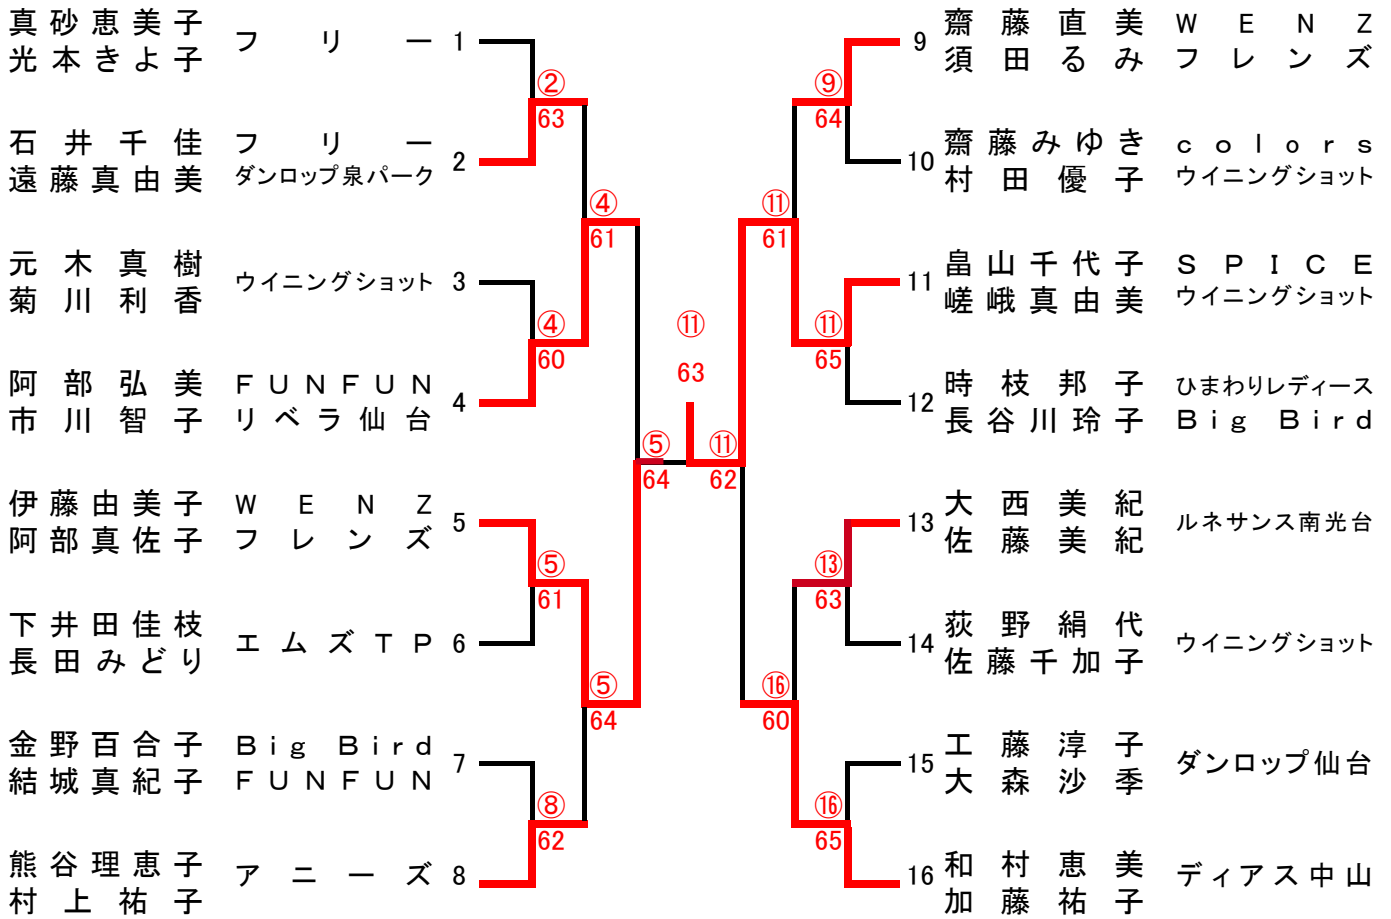 真砂恵美子 フリー 1
光本きよ子
② 63
石井千佳 フリー 2
遠藤真由美 ダンロップ泉パーク
④ 61
元木真樹 ウイニングショット 3
菊川利香
④ 60
阿部弘美 FUNFUN 4
市川智子 リベラ仙台
⑤ 64
伊藤由美子 WENZ 5
阿部真佐子 フレンズ
⑤ 61
下井田佳枝 エムズTP 6
長田みどり
⑤ 64
金野百合子 Big Bird 7
結城真紀子 FUNFUN
⑧ 62
熊谷理恵子 アニーズ 8
村上祐子
⑪ 63
9 齋藤直美 WENZ
須田るみ フレンズ
⑨ 64
10 齋藤みゆき colors
村田優子 ウイニングショット
⑪ 61
11 畠山千代子 SPICE
嵯峨真由美 ウイニングショット
⑪ 65
12 時枝邦子 ひまわりレディース
長谷川玲子 Big Bird
⑪ 62
13 大西美紀 ルネサンス南光台
佐藤美紀
⑬ 63
14 荻野絹代 ウイニングショット
佐藤千加子
⑯ 60
15 工藤淳子 ダンロップ仙台
大森沙季
⑯ 65
16 和村恵美 ディアス中山
加藤祐子